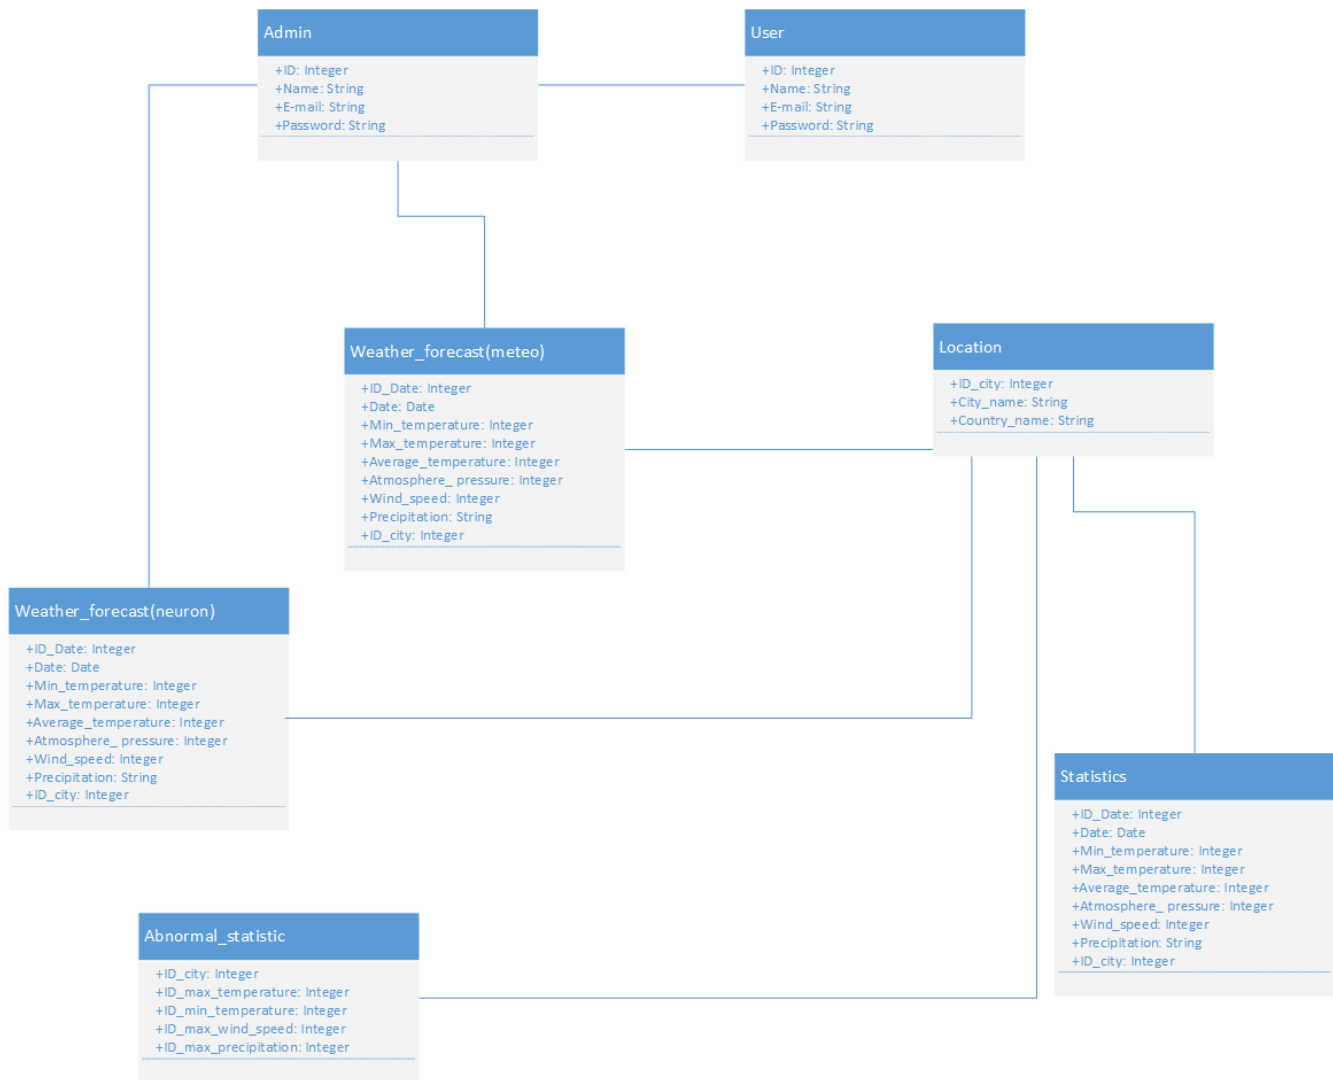 Admin
+ID: Integer
+Name: String
+E-mail: String
+Password: String
User
+ID: Integer
+Name: String
+E-mail: String
+Password: String
Weather_forecast(meteo)
+ID_Date: Integer
+Date: Date
+Min_temperature: Integer
+Max_temperature: Integer
+Average_temperature: Integer
+Atmosphere_ pressure: Integer
+Wind_speed: Integer
+Precipitation: String
+ID_city: Integer
Location
+ID_city: Integer
+City_name: String
+Country_name: String
Weather_forecast(neuron)
+ID_Date: Integer
+Date: Date
+Min_temperature: Integer
+Max_temperature: Integer
+Average_temperature: Integer
+Atmosphere_ pressure: Integer
+Wind_speed: Integer
+Precipitation: String
+ID_city: Integer
Statistics
+ID_Date: Integer
+Date: Date
+Min_temperature: Integer
+Max_temperature: Integer
+Average_temperature: Integer
+Atmosphere_ pressure: Integer
+Wind_speed: Integer
+Precipitation: String
+ID_city: Integer
Abnormal_statistic
+ID_city: Integer
+ID_max_temperature: Integer
+ID_min_temperature: Integer
+ID_max_wind_speed: Integer
+ID_max_precipitation: Integer